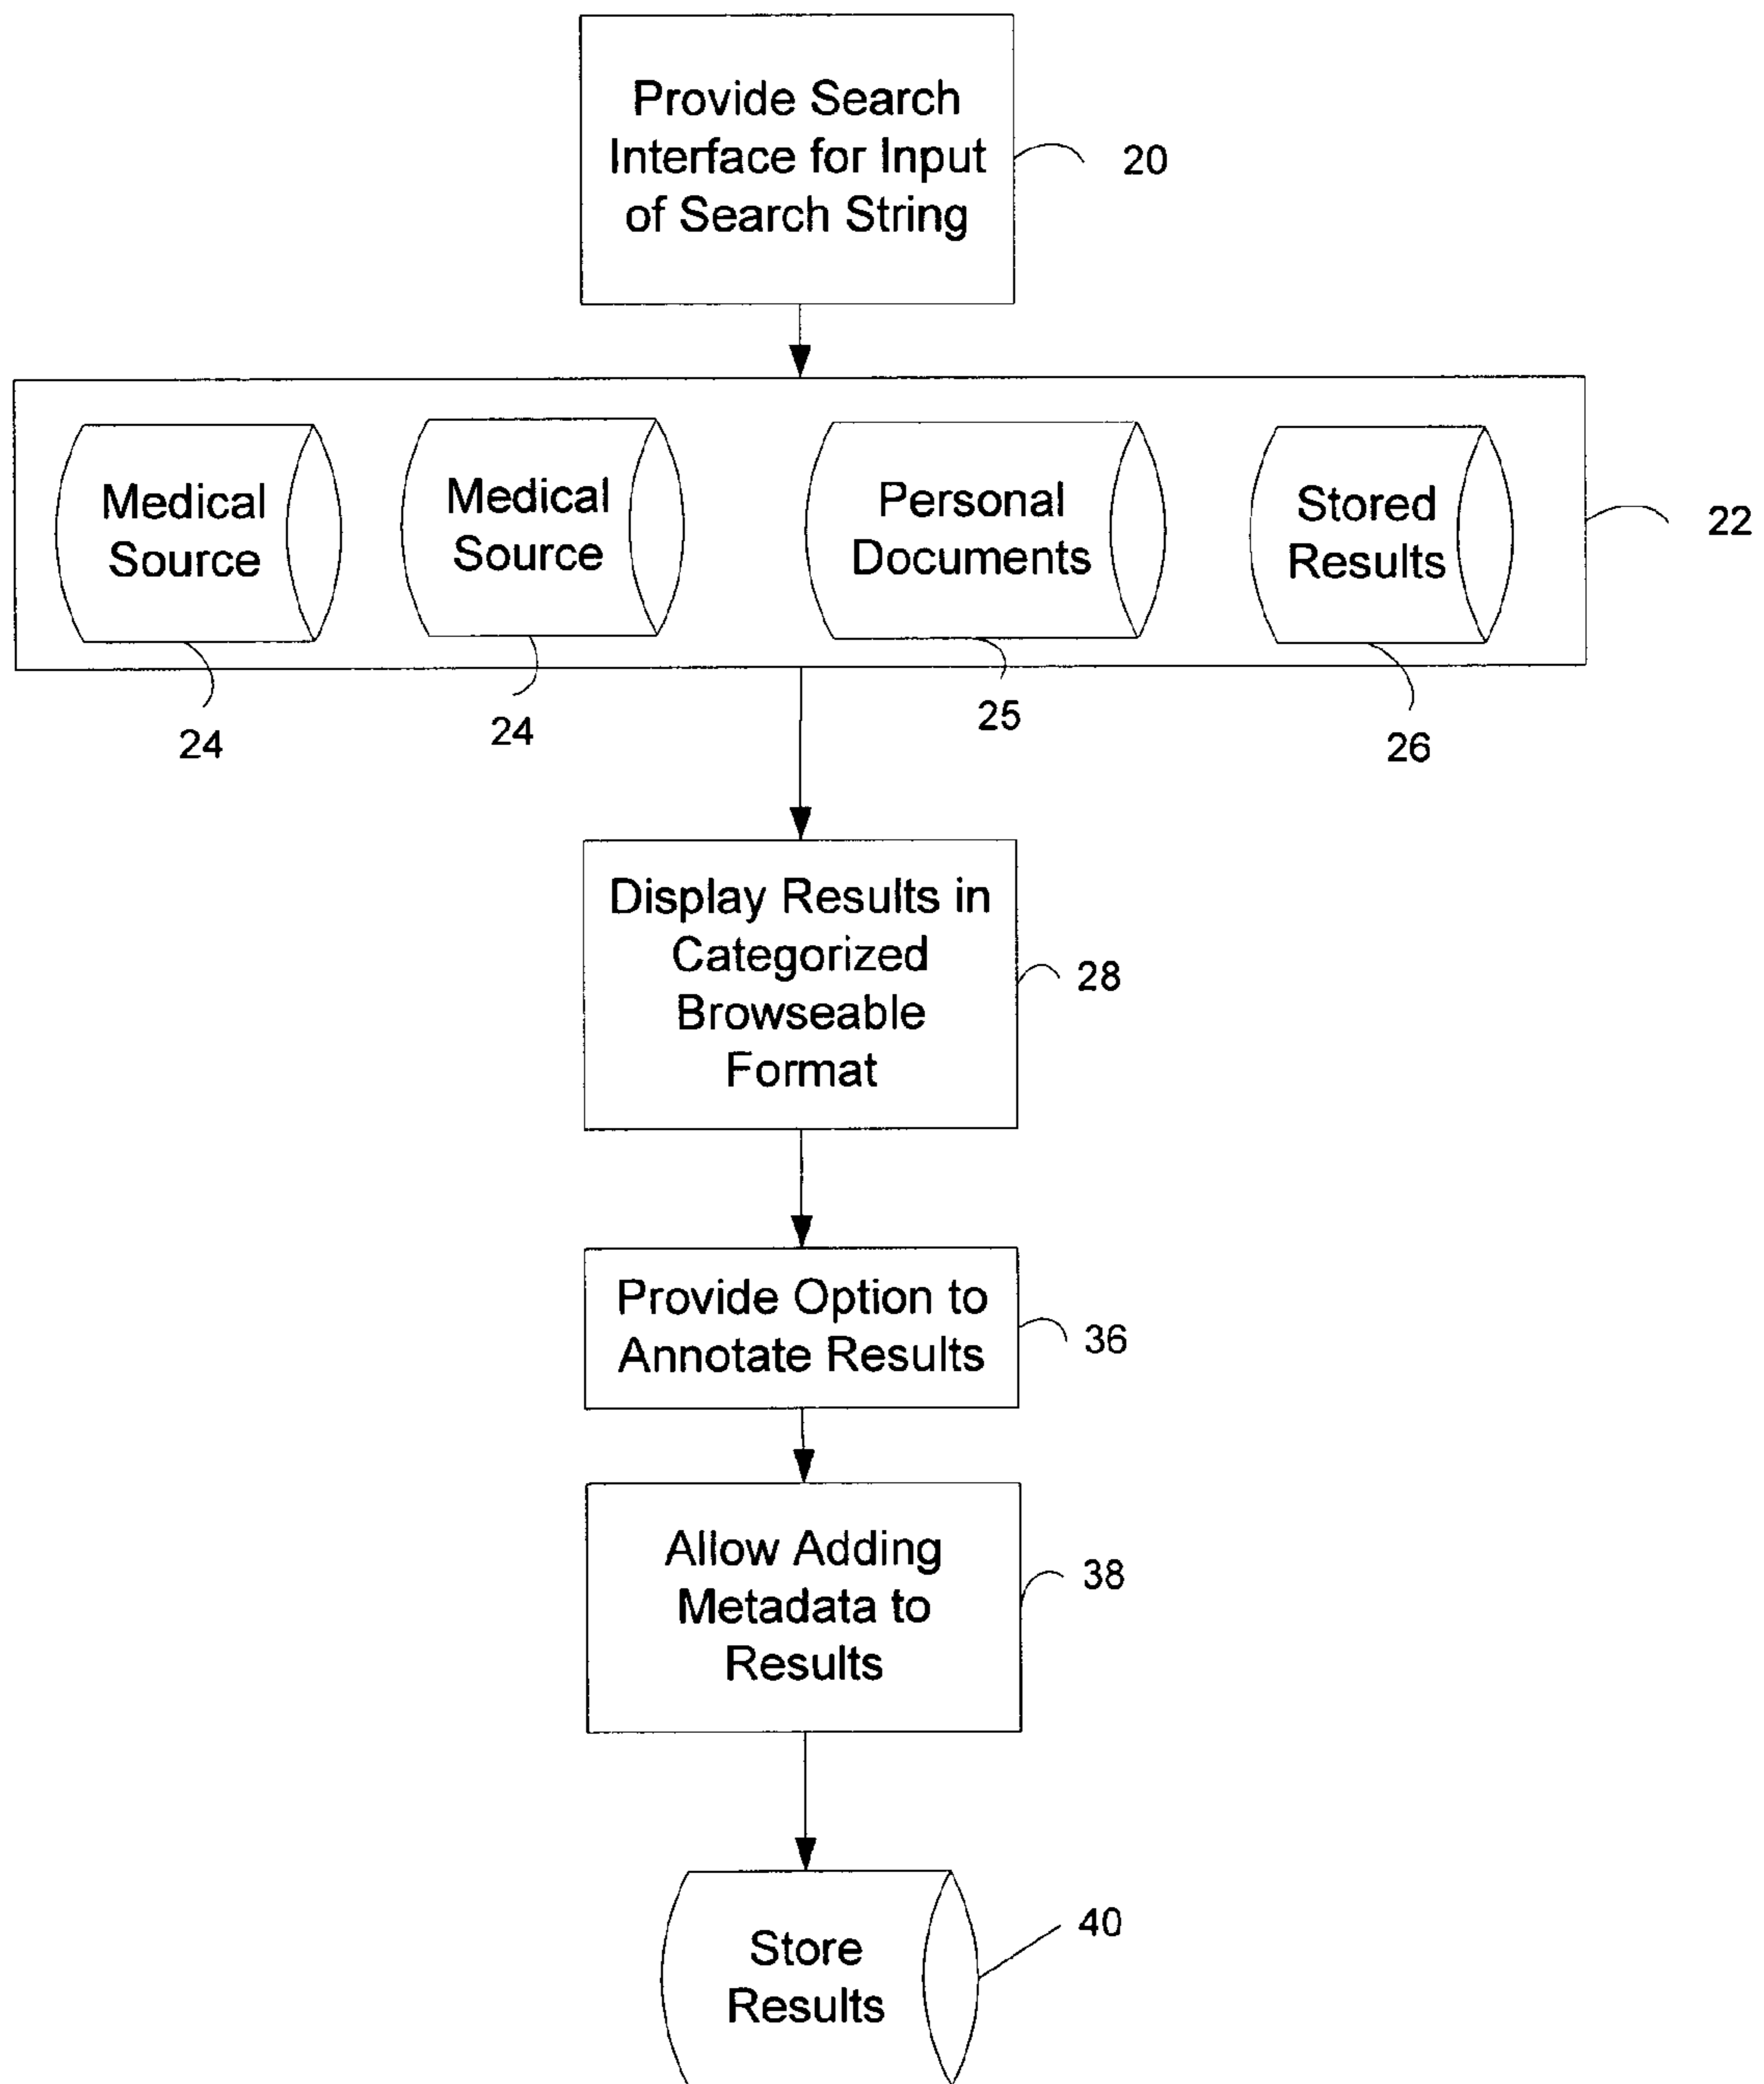 Provide Search
Interface for Input
of Search String
20
Medical
Source
Medical
Source
Personal
Documents
Stored
Results
22
24
24
25
26
Display Results in
Categorized
Browseable
Format
28
Provide Option to
Annotate Results
36
Allow Adding
Metadata to
Results
38
Store
Results
40